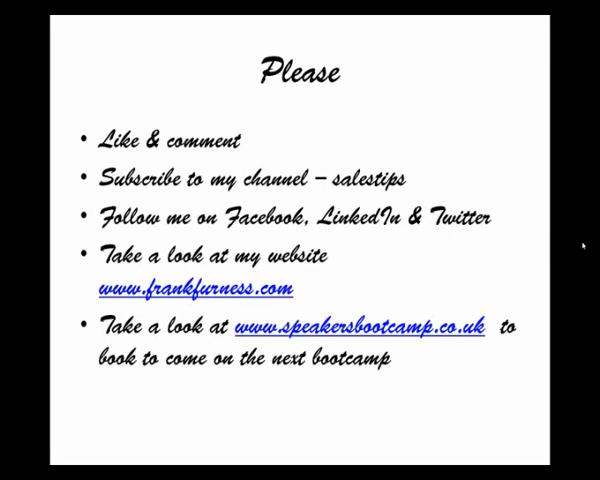 Please
• Like & comment
• Subscribe to my channel – salestips
• Follow me on Facebook, LinkedIn & Twitter
• Take a look at my website
www.frankfurness.com
• Take a look at www.speakersbootcamp.co.uk to
book to come on the next bootcamp